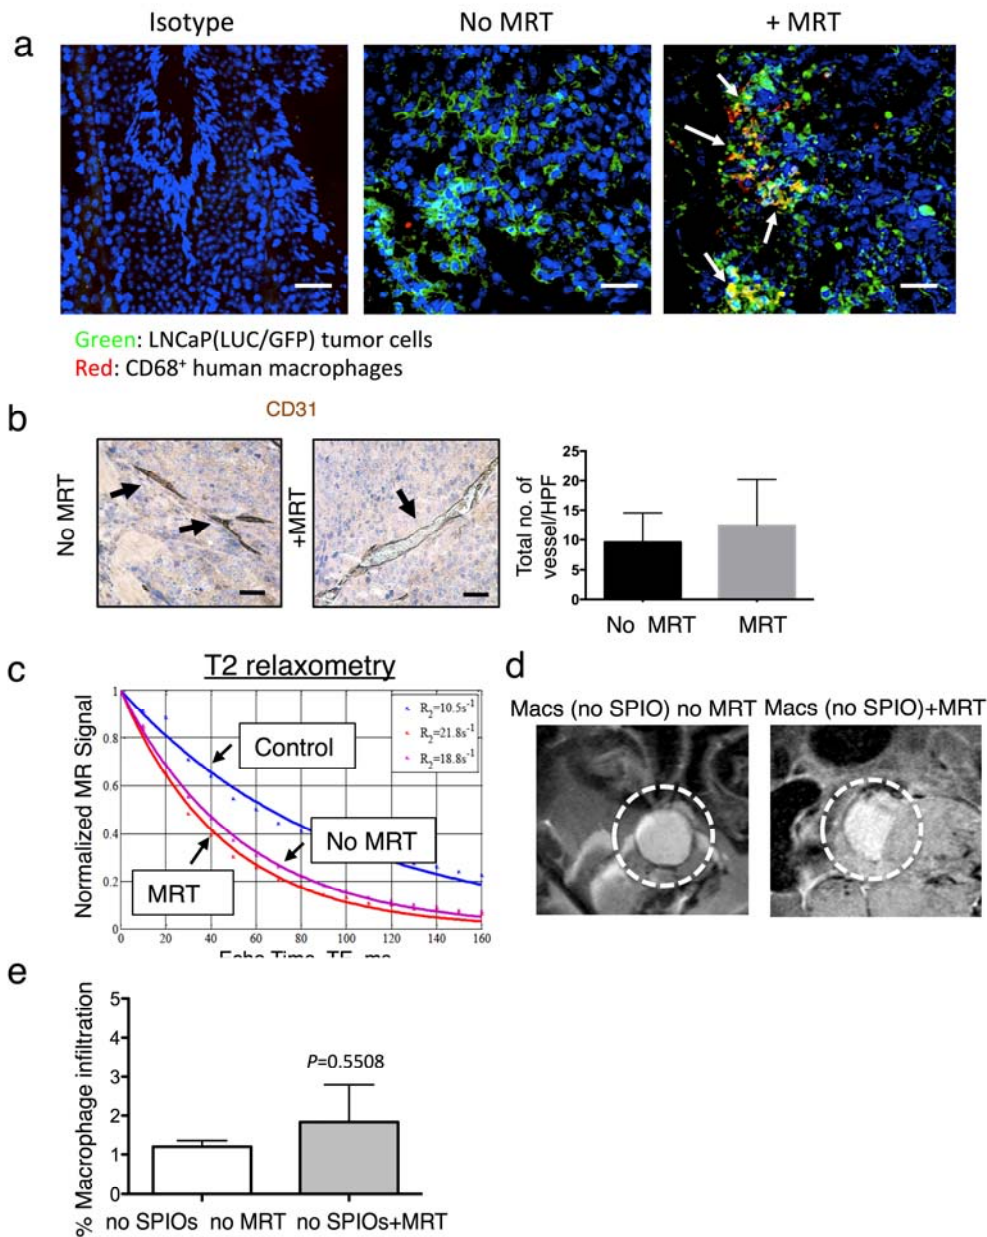 a
Isotype
No MRT
+ MRT
Green: LNCaP(LUC/GFP) tumor cells
Red: CD68+ human macrophages
b
CD31
No MRT
+MRT
Total no. of
vessel/HPF
25
20
15
10
5
0
No MRT
MRT
c
T2 relaxometry
Normalized MR Signal
1
0.8
0.6
0.4
0.2
0
R2=10.5s-1
R2=21.8s-1
R2=18.8s-1
Control
No MRT
MRT
0 20 40 60 80 100 120 140 160
Echo Time, TE, ms
d
Macs (no SPIO) no MRT
Macs (no SPIO)+MRT
e
% Macrophage infiltration
5
4
3
2
1
0
P=0.5508
no SPIOs no MRT
no SPIOs+MRT